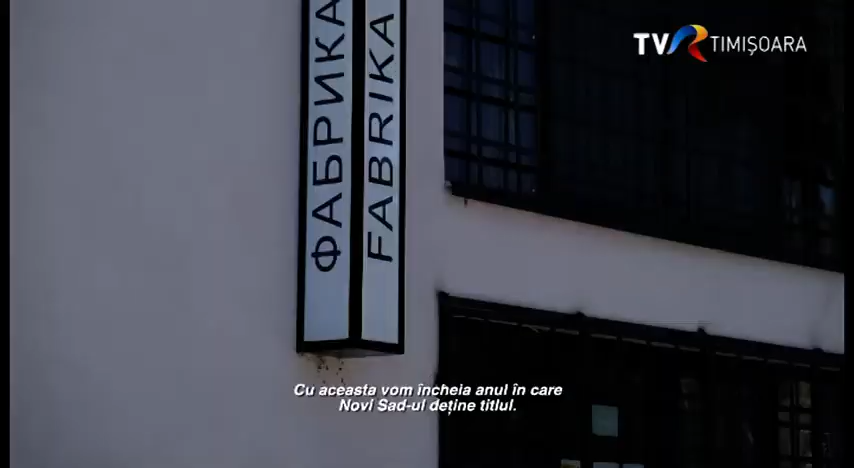 TVR TIMIȘOARA
ФАБРИКА
FABRIKA
Cu aceasta vom încheia anul în care
Novi Sad-ul deține titlul.